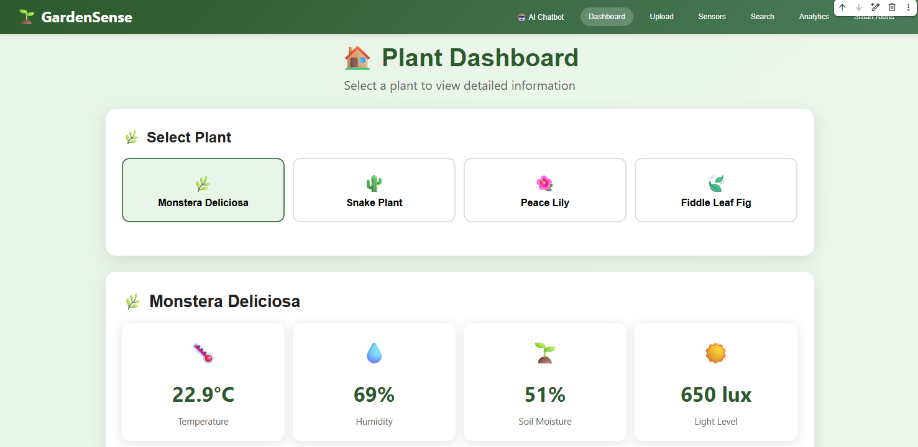 GardenSense
AI Chatbot Dashboard Upload Sensors Search Analytics
Plant Dashboard
Select a plant to view detailed information
Select Plant
Monstera Deliciosa Snake Plant Peace Lily Fiddle Leaf Fig
Monstera Deliciosa
22.9°C 69% 51% 650 lux
Temperature Humidity Soil Moisture Light Level